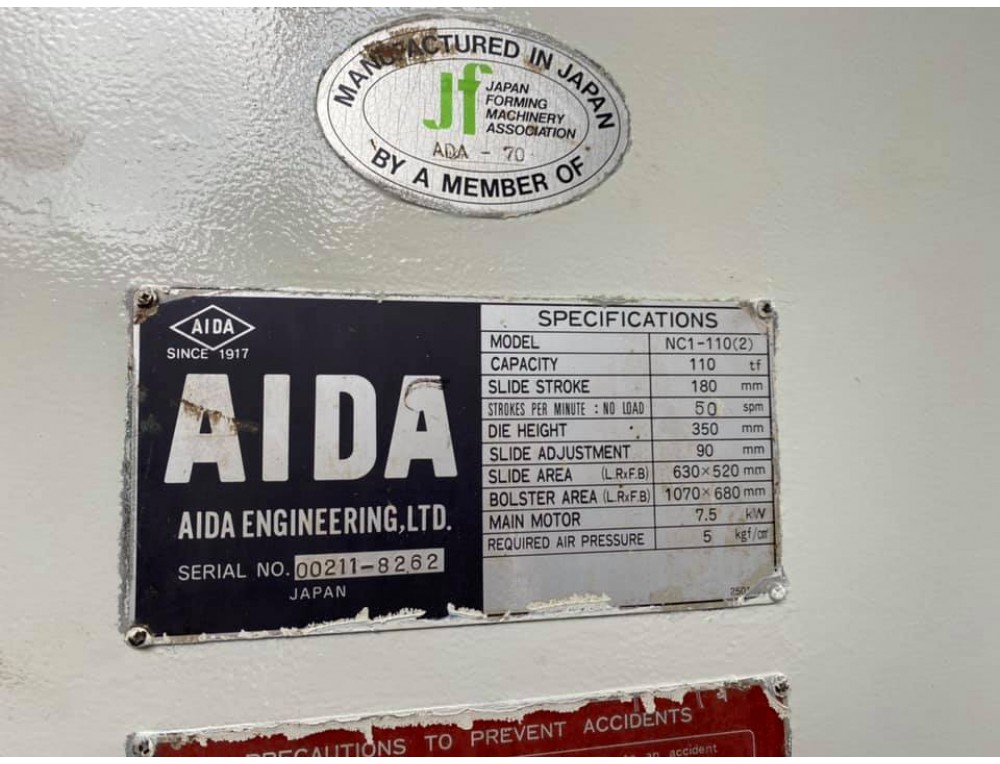 MANUFACTURED IN JAPAN
Jf
JAPAN
FORMING
MACHINERY
ASSOCIATION
ADA - 70
BY A MEMBER OF
AIDA
SINCE 1917
AIDA
AIDA ENGINEERING,LTD.
SERIAL NO. 00211-8262
JAPAN
SPECIFICATIONS
MODEL NC1-110(2)
CAPACITY 110 tf
SLIDE STROKE 180 mm
STROKES PER MINUTE : NO LOAD 50 spm
DIE HEIGHT 350 mm
SLIDE ADJUSTMENT 90 mm
SLIDE AREA (L.R×F.B) 630×520 mm
BOLSTER AREA (L.R×F.B) 1070×680 mm
MAIN MOTOR 7.5 kW
REQUIRED AIR PRESSURE 5 kgf/cm²
PRECAUTIONS TO PREVENT ACCIDENTS
an accident